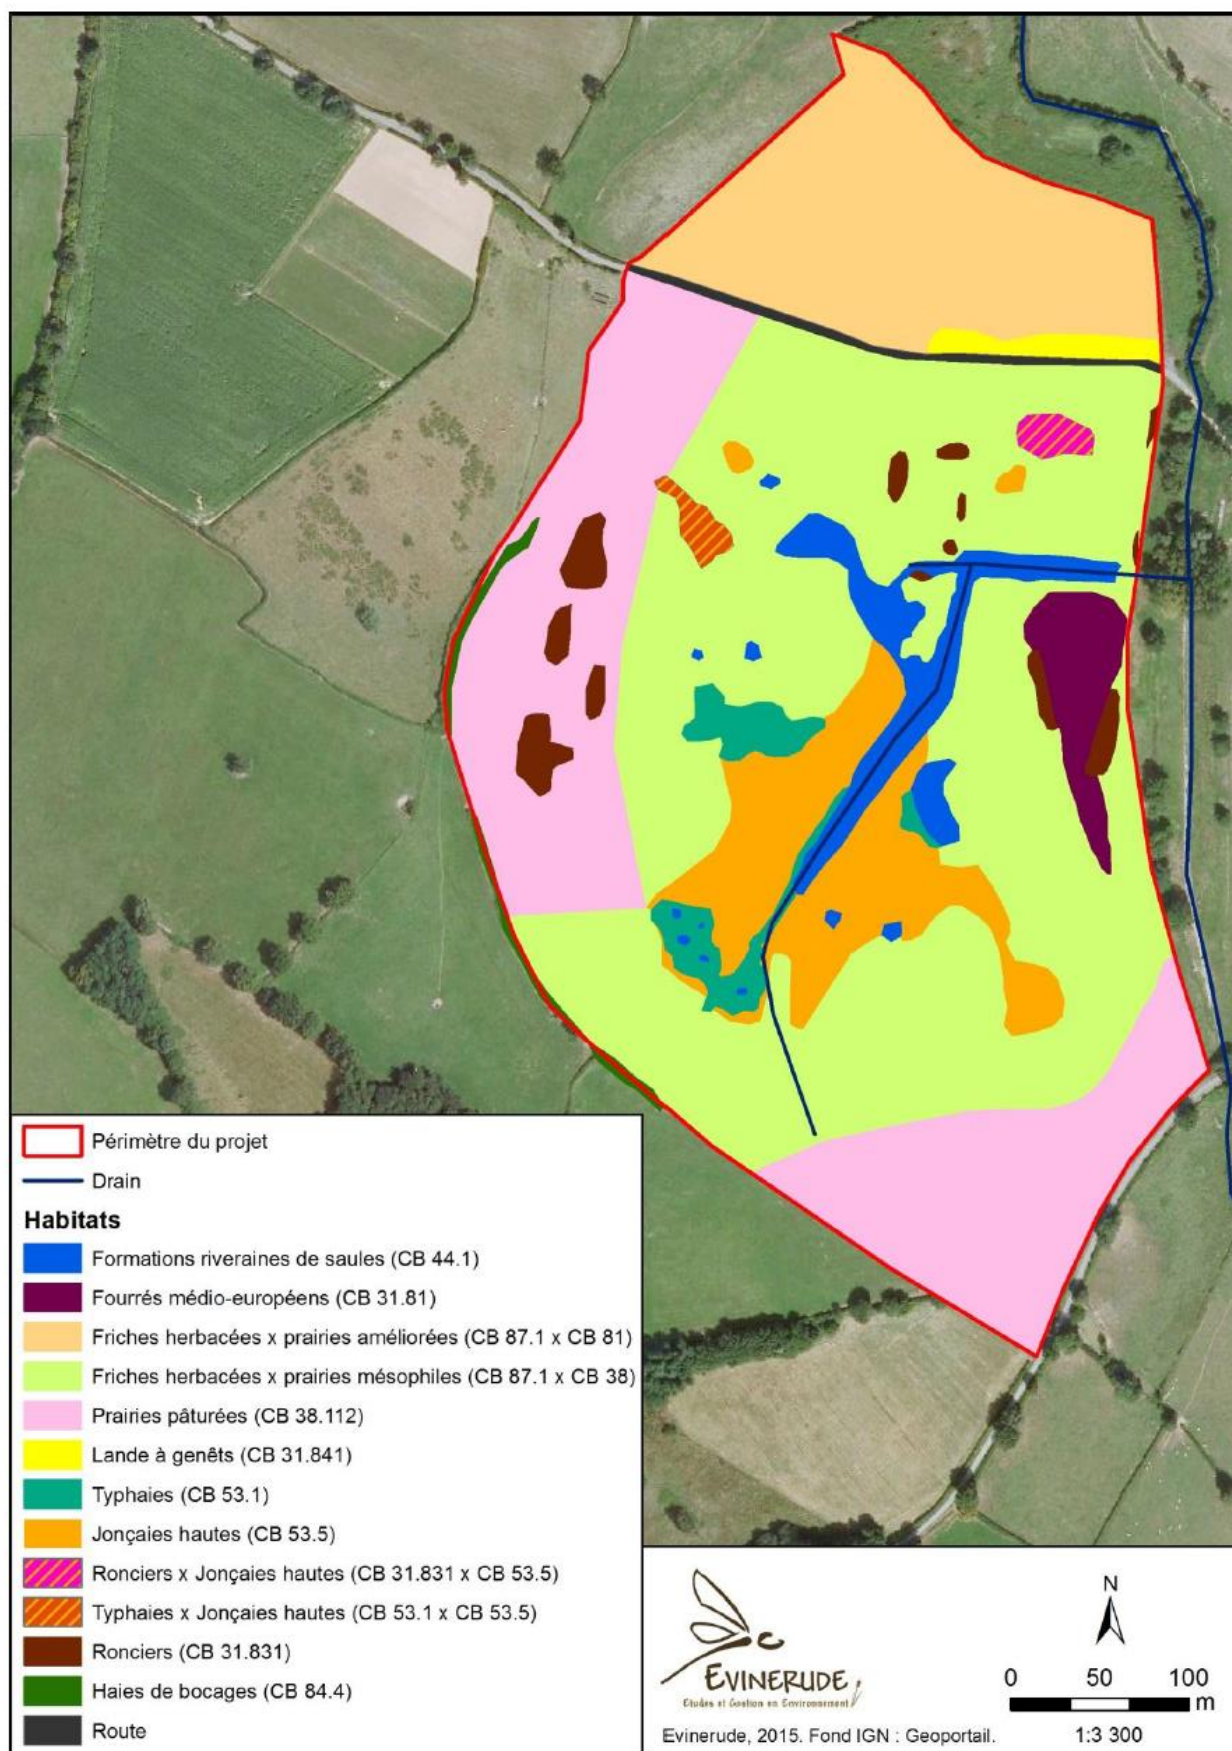 Périmètre du projet
Drain
Habitats
Formations riveraines de saules (CB 44.1)
Fourrés médio-européens (CB 31.81)
Friches herbacées x prairies améliorées (CB 87.1 x CB 81)
Friches herbacées x prairies mésophiles (CB 87.1 x CB 38)
Prairies pâturées (CB 38.112)
Lande à genêts (CB 31.841)
Typhaies (CB 53.1)
Jonçaies hautes (CB 53.5)
Ronciers x Jonçaies hautes (CB 31.831 x CB 53.5)
Typhaies x Jonçaies hautes (CB 53.1 x CB 53.5)
Ronciers (CB 31.831)
Haies de bocages (CB 84.4)
Route
EVINERUDE
Etudes et Gestion en Environnement
Evinerude, 2015. Fond IGN : Geoportail.
N
0 50 100
m
1:3 300